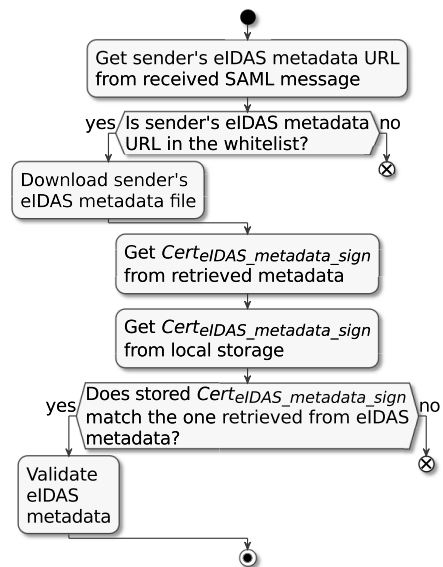 Get sender's eIDAS metadata URL
from received SAML message
yes
Is sender's eIDAS metadata
URL in the whitelist?
no
Download sender's
eIDAS metadata file
Get CerteIDAS_metadata_sign
from retrieved metadata
Get CerteIDAS_metadata_sign
from local storage
yes
Does stored CerteIDAS_metadata_sign
match the one retrieved from eIDAS
metadata?
no
Validate
eIDAS
metadata